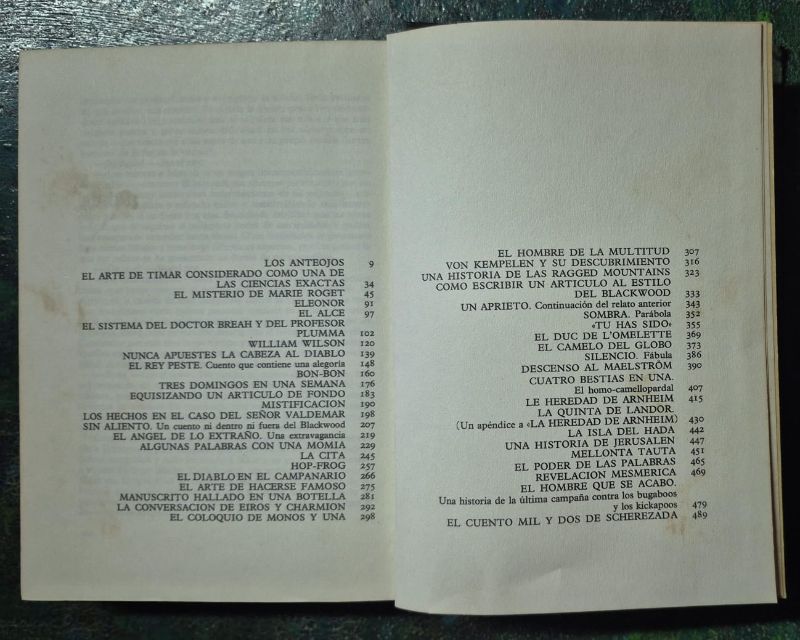 LOS ANTEOJOS 9
EL ARTE DE TIMAR CONSIDERADO COMO UNA DE
LAS CIENCIAS EXACTAS 34
EL MISTERIO DE MARIE ROGET 45
ELEONOR 91
EL ALCE 97
EL SISTEMA DEL DOCTOR BREAH Y DEL PROFESOR
PLUMMA 102
WILLIAM WILSON 120
NUNCA APUESTES LA CABEZA AL DIABLO 139
EL REY PESTE. Cuento que contiene una alegoría 148
BON-BON 160
TRES DOMINGOS EN UNA SEMANA 176
EQUISIZANDO UN ARTICULO DE FONDO 183
MISTIFICACION 190
LOS HECHOS EN EL CASO DEL SEÑOR VALDEMAR 198
SIN ALIENTO. Un cuento ni dentro ni fuera del Blackwood 207
EL ANGEL DE LO EXTRAÑO. Una extravagancia 219
ALGUNAS PALABRAS CON UNA MOMIA 229
LA CITA 245
HOP-FROG 257
EL DIABLO EN EL CAMPANARIO 266
EL ARTE DE HACERSE FAMOSO 275
MANUSCRITO HALLADO EN UNA BOTELLA 281
LA CONVERSACION DE EIROS Y CHARMION 292
EL COLOQUIO DE MONOS Y UNA 298
EL HOMBRE DE LA MULTITUD 307
VON KEMPELEN Y SU DESCUBRIMIENTO 316
UNA HISTORIA DE LAS RAGGED MOUNTAINS 323
COMO ESCRIBIR UN ARTICULO AL ESTILO
DEL BLACKWOOD 333
UN APRIETO. Continuación del relato anterior 343
SOMBRA. Parábola 352
«TU HAS SIDO» 355
EL DUC DE L'OMELETTE 369
EL CAMELO DEL GLOBO 373
SILENCIO. Fábula 386
DESCENSO AL MAELSTRÖM 390
CUATRO BESTIAS EN UNA.
El homo-camellopardal 407
LE HEREDAD DE ARNHEIM 415
LA QUINTA DE LANDOR.
(Un apéndice a «LA HEREDAD DE ARNHEIM) 430
LA ISLA DEL HADA 442
UNA HISTORIA DE JERUSALEN 447
MELLONTA TAUTA 451
EL PODER DE LAS PALABRAS 465
REVELACION MESMERICA 469
EL HOMBRE QUE SE ACABO.
Una historia de la última campaña contra los bugaboos
y los kickapoos 479
EL CUENTO MIL Y DOS DE SCHEREZADA 489